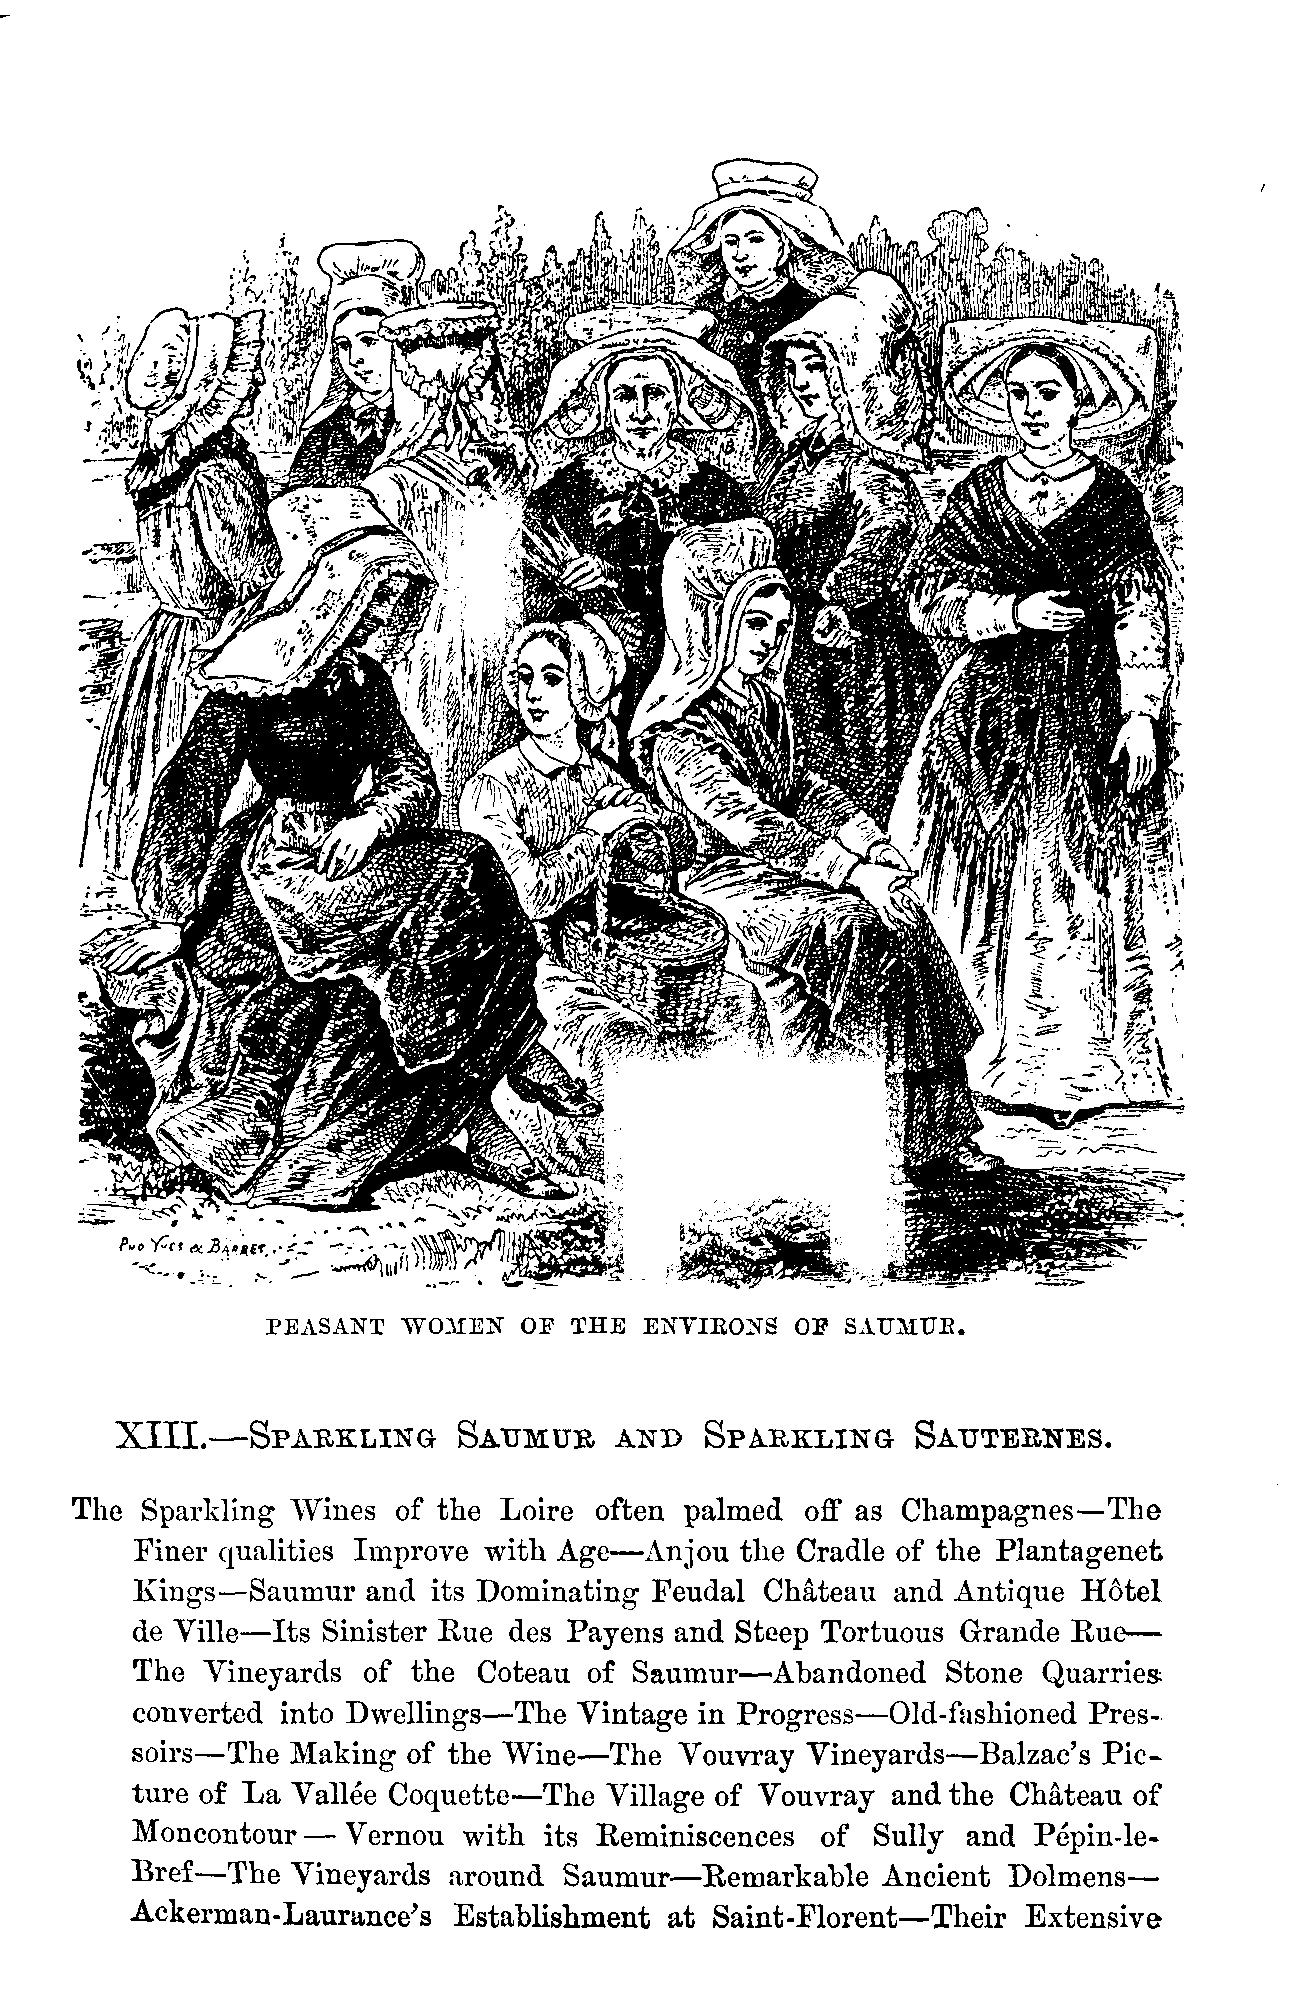 PEASANT WOMEN OF THE ENVIRONS OF SAUMUR.
XIII.—SPARKLING SAUMUR AND SPARKLING SAUTERNES.
The Sparkling Wines of the Loire often palmed off as Champagnes—The
Finer qualities Improve with Age—Anjou the Cradle of the Plantagenet
Kings—Saumur and its Dominating Feudal Château and Antique Hôtel
de Ville—Its Sinister Rue des Payens and Steep Tortuous Grande Rue—
The Vineyards of the Coteau of Saumur—Abandoned Stone Quarries
converted into Dwellings—The Vintage in Progress—Old-fashioned Pres-
soirs—The Making of the Wine—The Vouvray Vineyards—Balzac's Pic-
ture of La Vallée Coquette—The Village of Vouvray and the Château of
Moncontour—Vernou with its Reminiscences of Sully and Pépin-le-
Bref—The Vineyards around Saumur—Remarkable Ancient Dolmens—
Ackerman-Laurance's Establishment at Saint-Florent—Their Extensive